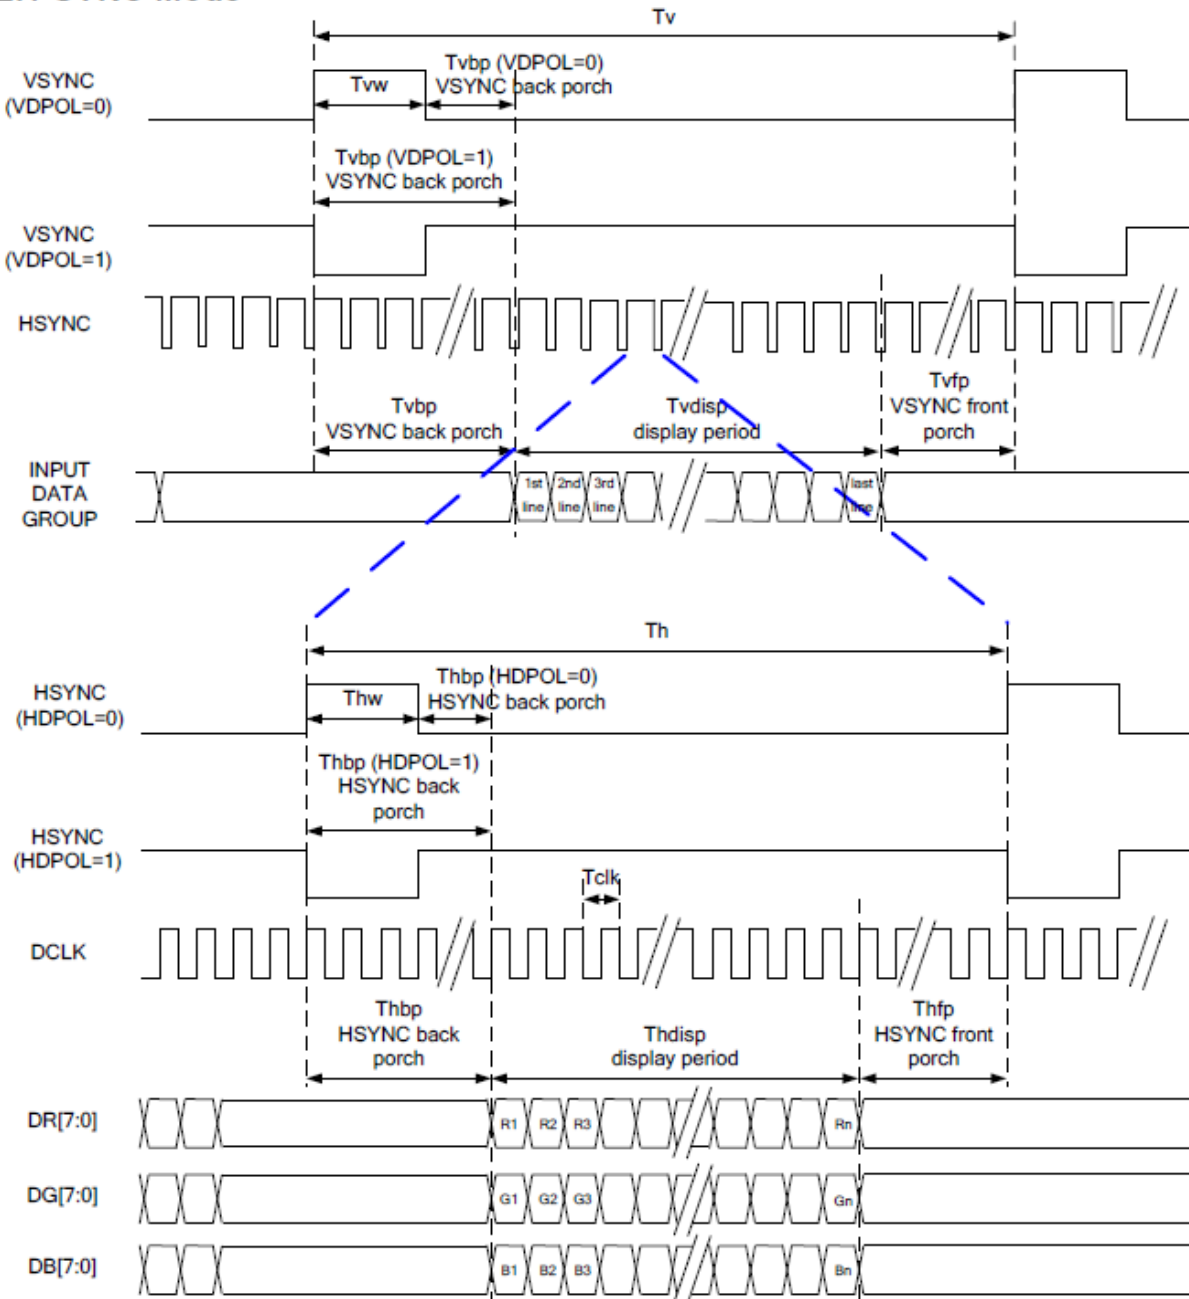 SYNC Mode
Tv
VSYNC
(VDPOL=0)
Tvw
Tvbp (VDPOL=0)
VSYNC back porch
Tvbp (VDPOL=1)
VSYNC back porch
VSYNC
(VDPOL=1)
HSYNC
Tvbp
VSYNC back porch
Tvdisp
display period
Tvfp
VSYNC front
porch
INPUT
DATA
GROUP
1st
line
2nd
line
3rd
line
last
line
Th
HSYNC
(HDPOL=0)
Thw
Thbp (HDPOL=0)
HSYNC back porch
Thbp (HDPOL=1)
HSYNC back
porch
HSYNC
(HDPOL=1)
Tclk
DCLK
Thbp
HSYNC back
porch
Thdisp
display period
Thfp
HSYNC front
porch
DR[7:0]
R1 R2 R3 Rn
DG[7:0]
G1 G2 G3 Gn
DB[7:0]
B1 B2 B3 Bn